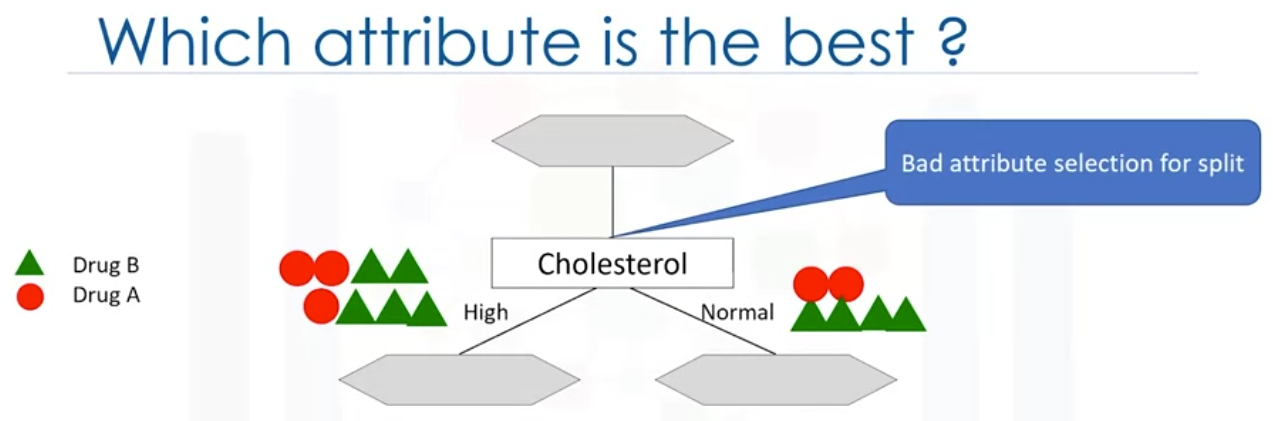 Which attribute is the best ?
Bad attribute selection for split
Drug B
Drug A
Cholesterol
High
Normal